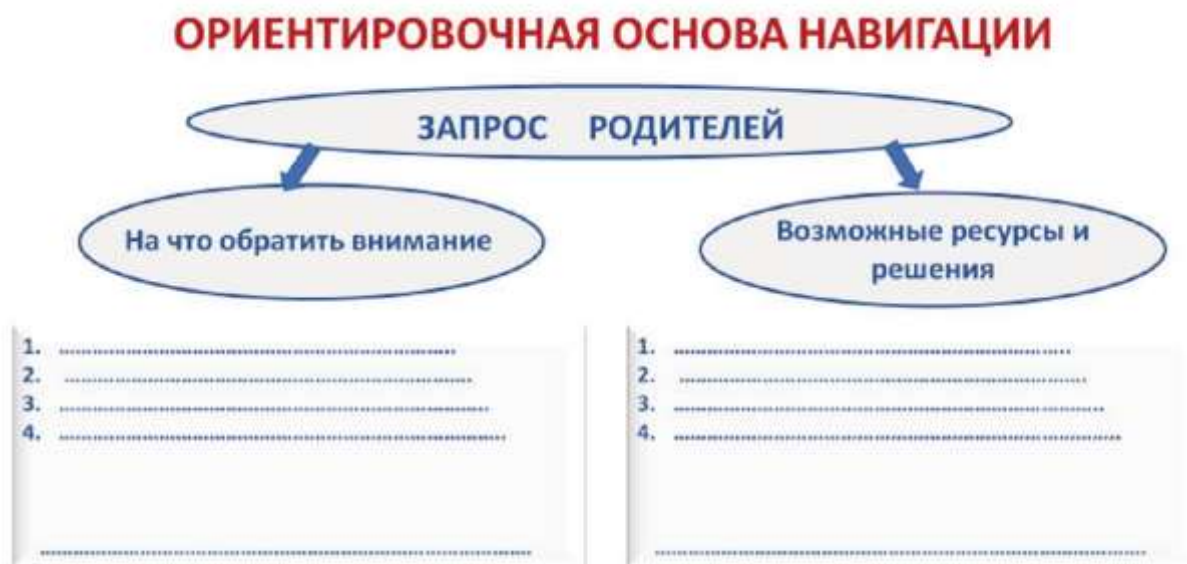 ОРИЕНТИРОВОЧНАЯ ОСНОВА НАВИГАЦИИ
ЗАПРОС РОДИТЕЛЕЙ
На что обратить внимание
Возможные ресурсы и
решения
1. ........................................................
2. ........................................................
3. ........................................................
4. ........................................................
........................................................
1. ........................................................
2. ........................................................
3. ........................................................
4. ........................................................
........................................................